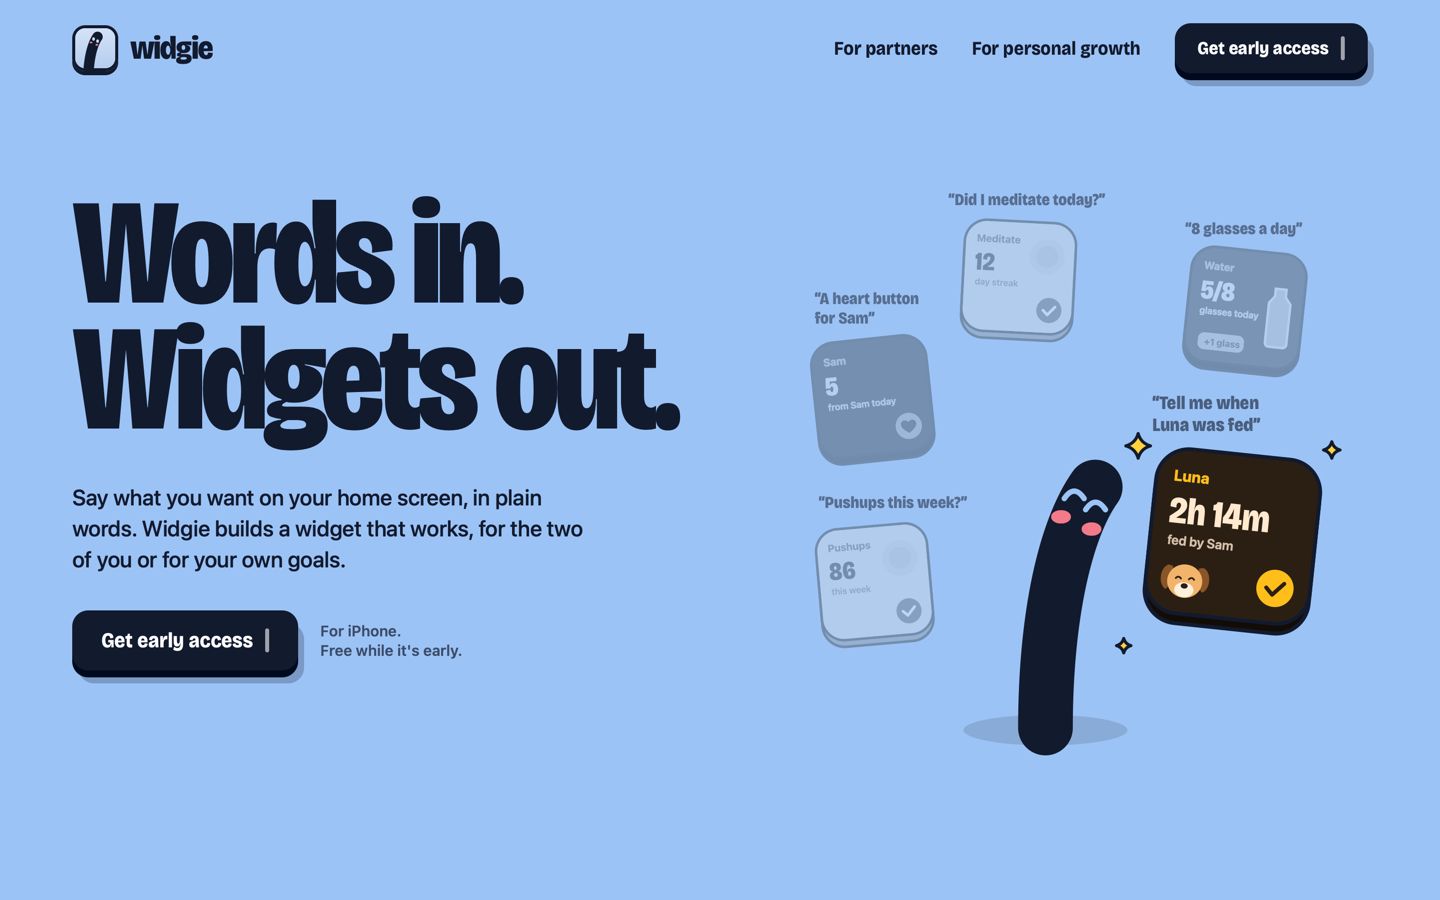 widgie
For partners
For personal growth
Get early access
Words in.
Widgets out.
Say what you want on your home screen, in plain
words. Widgie builds a widget that works, for the two
of you or for your own goals.
Get early access
For iPhone.
Free while it's early.
"Did I meditate today?"
Meditate
12
day streak
"8 glasses a day"
Water
5/8
glasses today
+1 glass
"A heart button
for Sam"
Sam
5
from Sam today
"Tell me when
Luna was fed"
Luna
2h 14m
fed by Sam
"Pushups this week?"
Pushups
86
this week